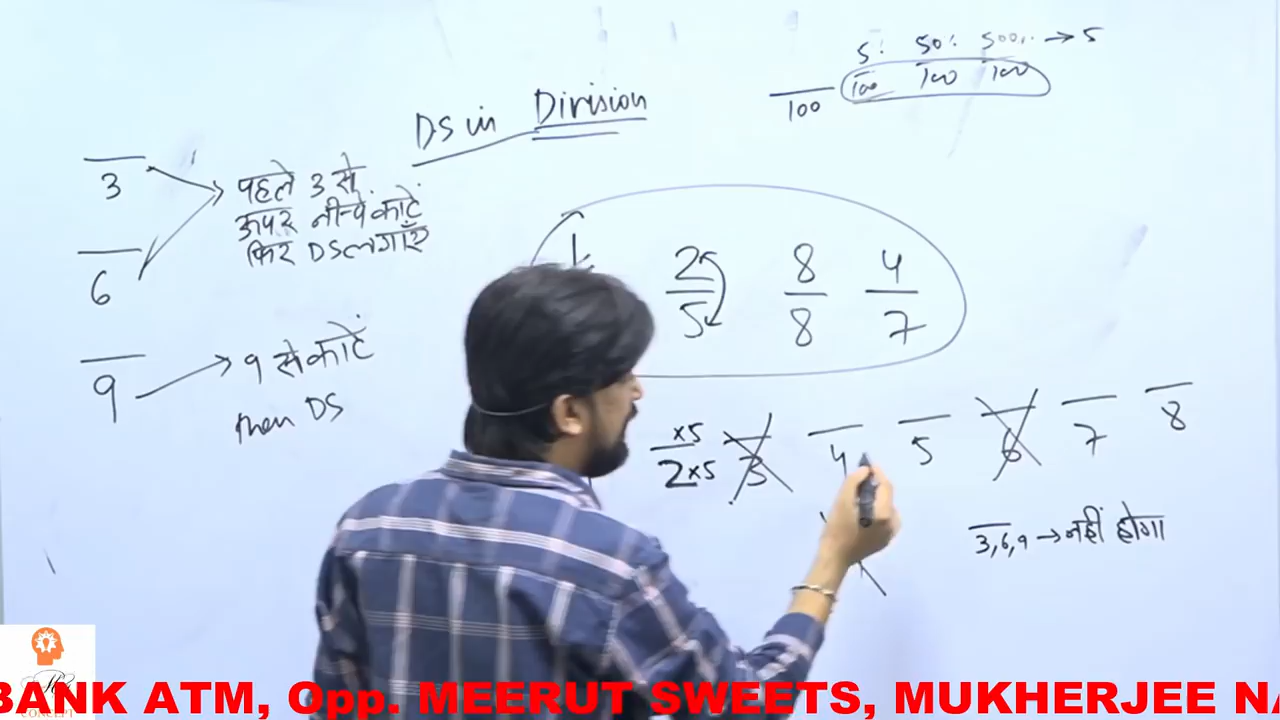 5% 50% 500% → 5
100 100 100 100
DS in Division
3
6
पहले 3 से
ऊपर नीचे काटें
फिर DS लगाएँ
9
9 से काटें
then DS
2 8 4
5 8 7
×5
2×5 3 4 5 6 7 8
3,6,9 → नहीं होगा
BANK ATM, Opp. MEERUT SWEETS, MUKHERJEE NA
CONCEPT